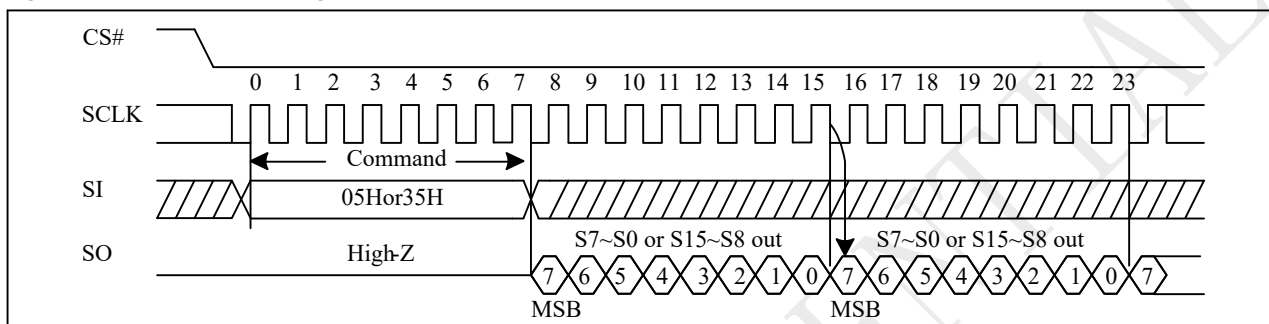 CS#
0 1 2 3 4 5 6 7 8 9 10 11 12 13 14 15 16 17 18 19 20 21 22 23
SCLK
Command
SI
05Hor35H
S7~S0 or S15~S8 out S7~S0 or S15~S8 out
SO
High-Z
7 6 5 4 3 2 1 0 7 6 5 4 3 2 1 0 7
MSB MSB